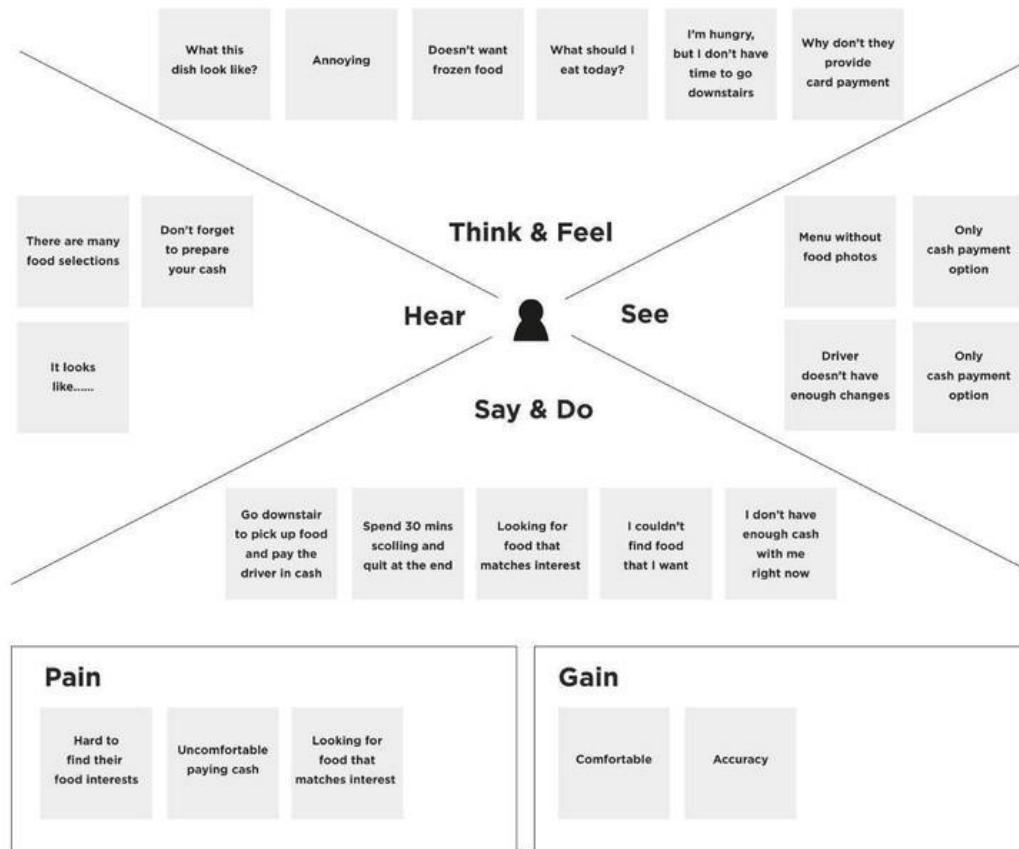 What this
dish look like?
Annoying
Doesn't want
frozen food
What should I
eat today?
I'm hungry,
but I don't have
time to go
downstairs
Why don't they
provide
card payment
Think & Feel
There are many
food selections
Don't forget
to prepare
your cash
It looks
like......
Hear
See
Menu without
food photos
Only
cash payment
option
Driver
doesn't have
enough changes
Only
cash payment
option
Say & Do
Go downstair
to pick up food
and pay the
driver in cash
Spend 30 mins
scolling and
quit at the end
Looking for
food that
matches interest
I couldn't
find food
that I want
I don't have
enough cash
with me
right now
Pain
Hard to
find their
food interests
Uncomfortable
paying cash
Looking for
food that
matches interest
Gain
Comfortable
Accuracy